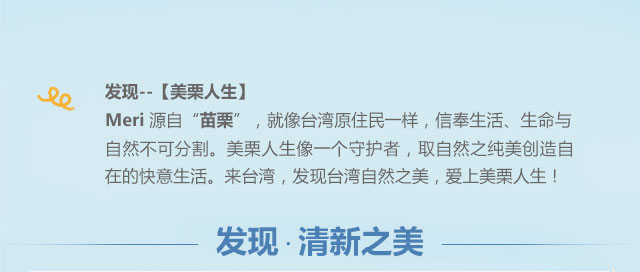 发现--【美栗人生】
Meri 源自“苗栗”，就像台湾原住民一样，信奉生活、生命与
自然不可分割。美栗人生像一个守护者，取自然之纯美创造自
在的快意生活。来台湾，发现台湾自然之美，爱上美栗人生！
发现·清新之美